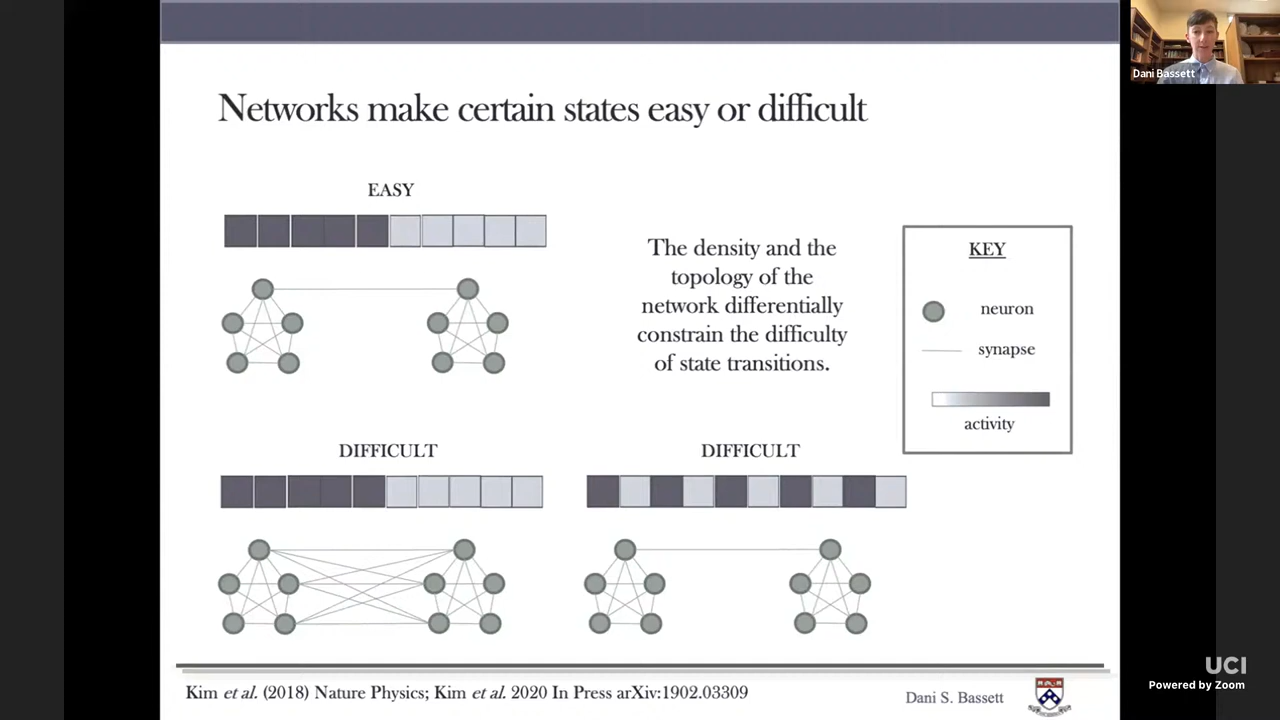 Dani Bassett
Networks make certain states easy or difficult
EASY
The density and the
topology of the
network differentially
constrain the difficulty
of state transitions.
KEY
neuron
synapse
activity
DIFFICULT
DIFFICULT
Kim et al. (2018) Nature Physics; Kim et al. 2020 In Press arXiv:1902.03309
Dani S. Bassett
UCI
Powered by Zoom